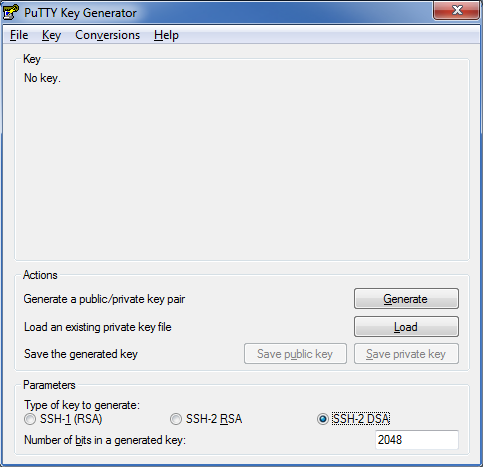 PuTTY Key Generator
File Key Conversions Help
Key
No key.
Actions
Generate a public/private key pair Generate
Load an existing private key file Load
Save the generated key Save public key Save private key
Parameters
Type of key to generate:
SSH-1 (RSA) SSH-2 RSA SSH-2 DSA
Number of bits in a generated key: 2048